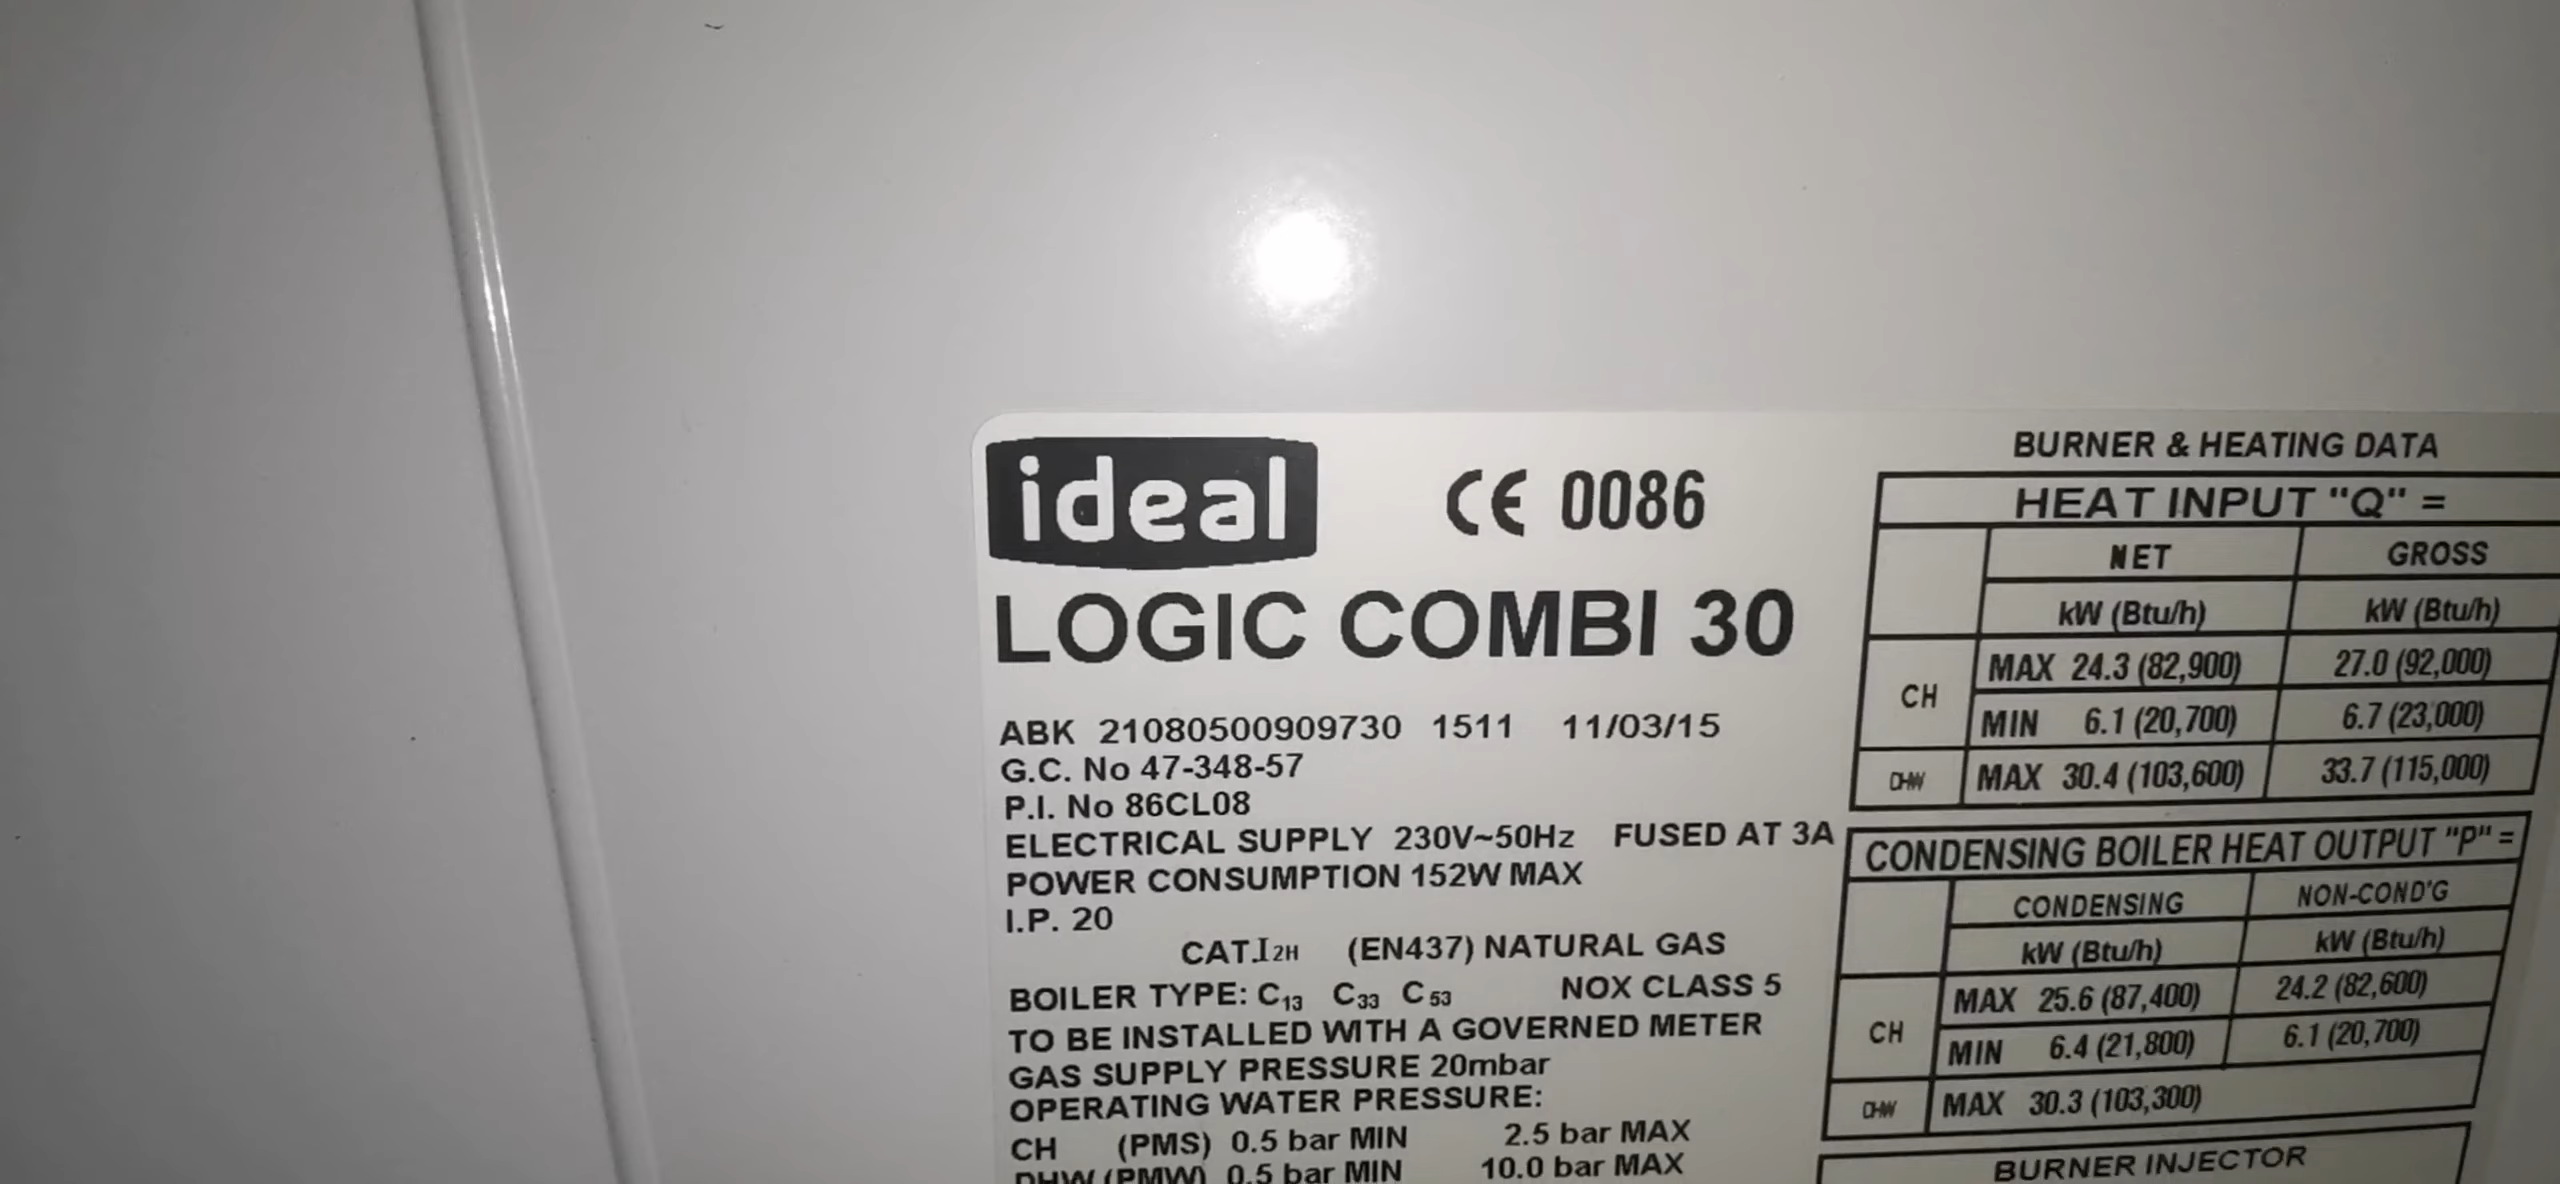 ideal CE 0086
LOGIC COMBI 30
ABK 21080500909730 1511 11/03/15
G.C. No 47-348-57
P.I. No 86CL08
ELECTRICAL SUPPLY 230V~50Hz FUSED AT 3A
POWER CONSUMPTION 152W MAX
I.P. 20
CAT.I2H (EN437) NATURAL GAS
BOILER TYPE: C13 C33 C53 NOX CLASS 5
TO BE INSTALLED WITH A GOVERNED METER
GAS SUPPLY PRESSURE 20mbar
OPERATING WATER PRESSURE:
CH (PMS) 0.5 bar MIN 2.5 bar MAX
DHW (PMW) 0.5 bar MIN 10.0 bar MAX
BURNER & HEATING DATA
HEAT INPUT "Q" =
NET GROSS
kW (Btu/h) kW (Btu/h)
CH MAX 24.3 (82,900) 27.0 (92,000)
MIN 6.1 (20,700) 6.7 (23,000)
DHW MAX 30.4 (103,600) 33.7 (115,000)
CONDENSING BOILER HEAT OUTPUT "P" =
CONDENSING NON-COND'G
kW (Btu/h) kW (Btu/h)
CH MAX 25.6 (87,400) 24.2 (82,600)
MIN 6.4 (21,800) 6.1 (20,700)
DHW MAX 30.3 (103,300)
BURNER INJECTOR